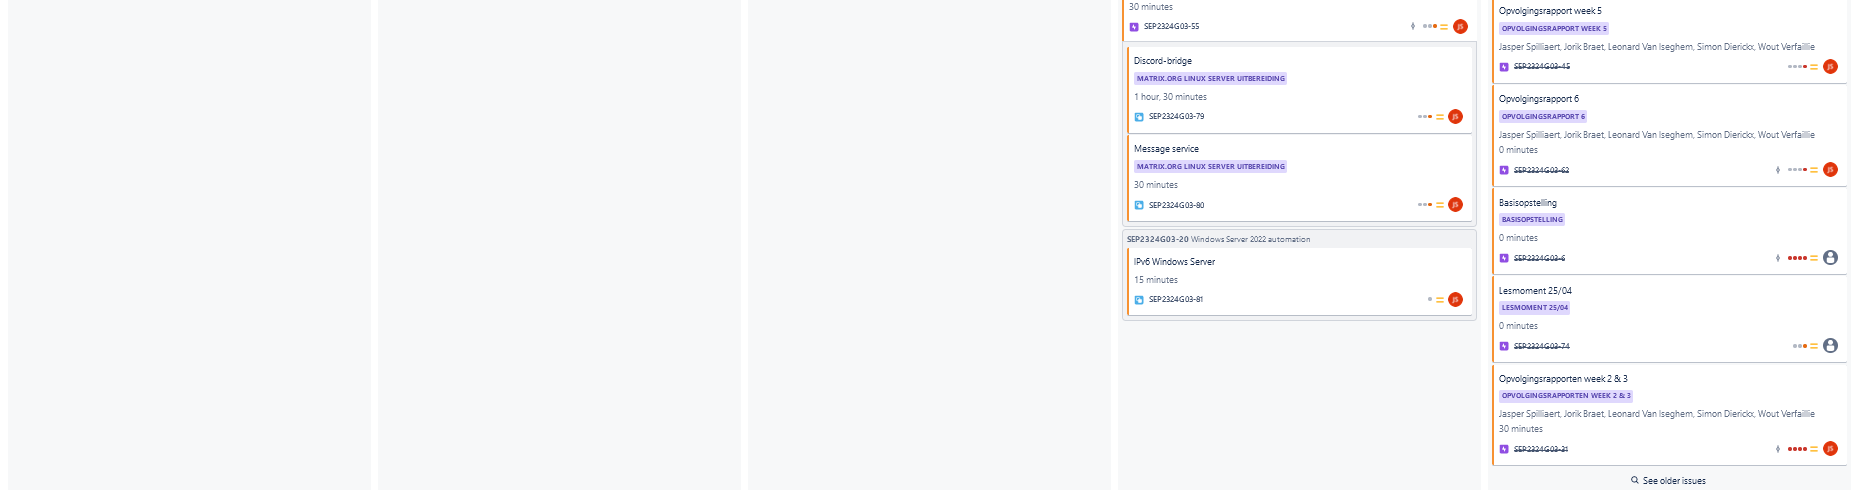 30 minutes
SEP2324G03-55
JS
Discord-bridge
MATRIX.ORG LINUX SERVER UITBEREIDING
1 hour, 30 minutes
SEP2324G03-79
JS
Message service
MATRIX.ORG LINUX SERVER UITBEREIDING
30 minutes
SEP2324G03-80
JS
SEP2324G03-20 Windows Server 2022 automation
IPv6 Windows Server
15 minutes
SEP2324G03-81
JS
Opvolgingsrapport week 5
OPVOLGINGSRAPPORT WEEK 5
Jasper Spilliaert, Jorik Braet, Leonard Van Iseghem, Simon Dierickx, Wout Verfaillie
SEP2324G03-45
JS
Opvolgingsrapport 6
OPVOLGINGSRAPPORT 6
Jasper Spilliaert, Jorik Braet, Leonard Van Iseghem, Simon Dierickx, Wout Verfaillie
0 minutes
SEP2324G03-62
JS
Basisopstelling
BASISOPSTELLING
0 minutes
SEP2324G03-6
Lesmoment 25/04
LESMOMENT 25/04
0 minutes
SEP2324G03-74
Opvolgingsrapporten week 2 & 3
OPVOLGINGSRAPPORTEN WEEK 2 & 3
Jasper Spilliaert, Jorik Braet, Leonard Van Iseghem, Simon Dierickx, Wout Verfaillie
30 minutes
SEP2324G03-31
JS
See older issues